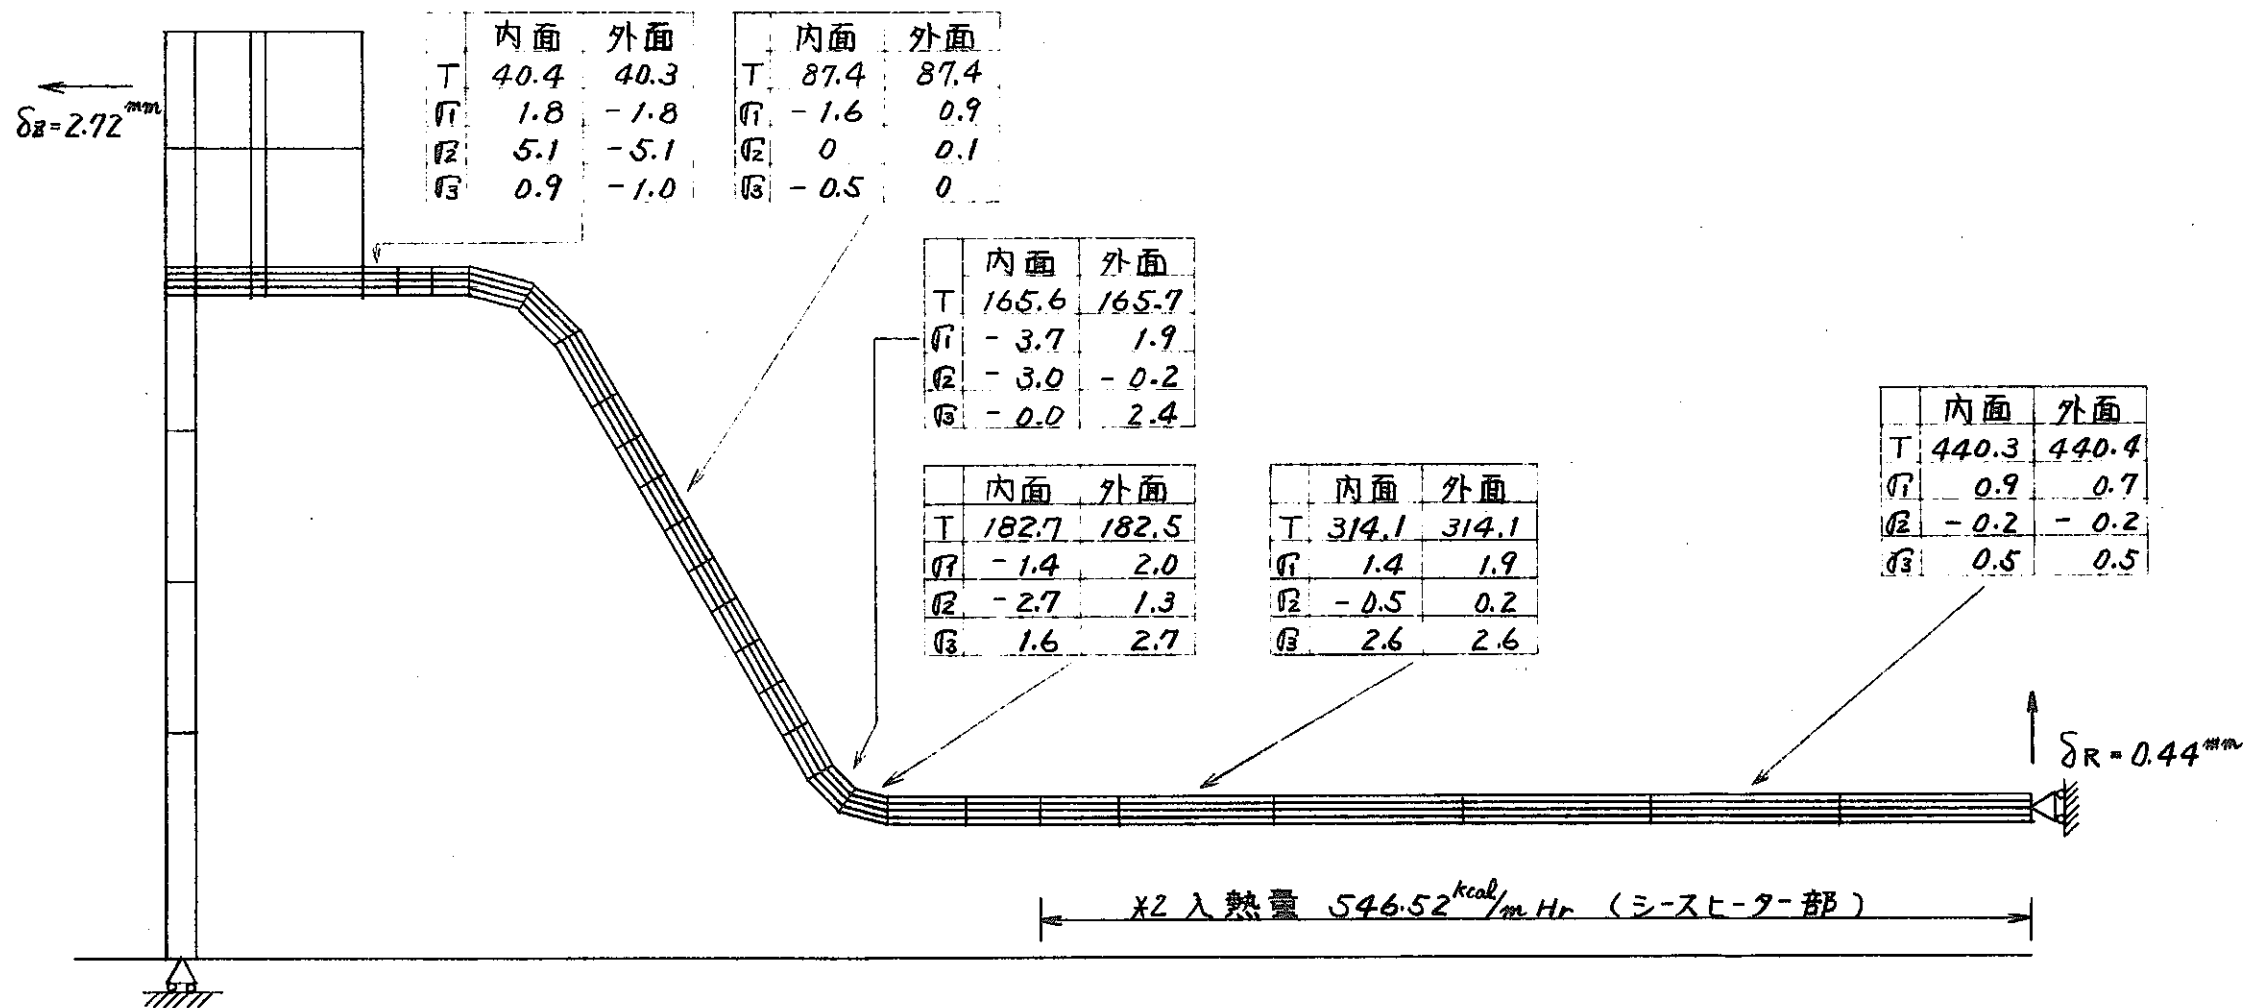 δz=2.72mm
内面 外面
T 40.4 40.3
σ1 1.8 -1.8
σ2 5.1 -5.1
σ3 0.9 -1.0
内面 外面
T 87.4 87.4
σ1 -1.6 0.9
σ2 0 0.1
σ3 -0.5 0
内面 外面
T 165.6 165.7
σ1 -3.7 1.9
σ2 -3.0 -0.2
σ3 -0.0 2.4
内面 外面
T 182.7 182.5
σ1 -1.4 2.0
σ2 -2.7 1.3
σ3 1.6 2.7
内面 外面
T 314.1 314.1
σ1 1.4 1.9
σ2 -0.5 0.2
σ3 2.6 2.6
内面 外面
T 440.3 440.4
σ1 0.9 0.7
σ2 -0.2 -0.2
σ3 0.5 0.5
δR=0.44mm
*2 入熱量 546.52kcal/mHr (シースヒーター部)